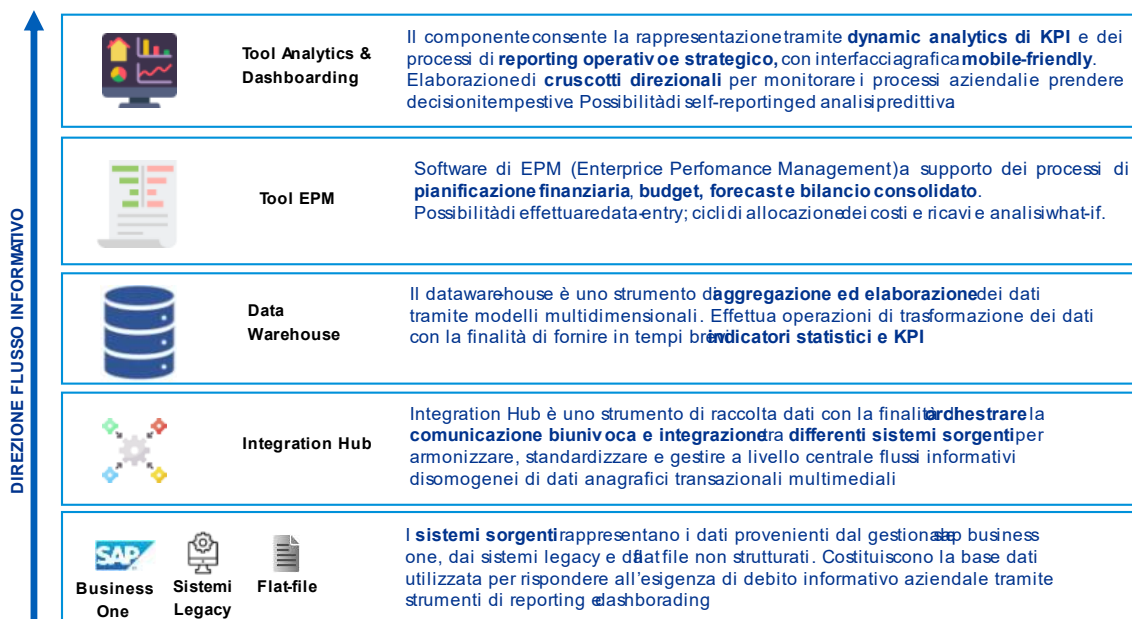 DIREZIONE FLUSSO INFORMATIVO
Tool Analytics &
Dashboarding
Il componente consente la rappresentazione tramite dynamic analytics di KPI e dei
processi di reporting operativo e strategico, con interfaccia grafica mobile-friendly.
Elaborazione di cruscotti direzionali per monitorare i processi aziendali e prendere
decisioni tempestive. Possibilità di self-reporting ed analisi predittiva
Tool EPM
Software di EPM (Enterprice Perfomance Management) a supporto dei processi di
pianificazione finanziaria, budget, forecast e bilancio consolidato.
Possibilità di effettuare data-entry; cicli di allocazione dei costi e ricavi e analisi what-if.
Data
Warehouse
Il dataware-house è uno strumento di aggregazione ed elaborazione dei dati
tramite modelli multidimensionali. Effettua operazioni di trasformazione dei dati
con la finalità di fornire in tempi brevi indicatori statistici e KPI
Integration Hub
Integration Hub è uno strumento di raccolta dati con la finalità di orchestrare la
comunicazione biunivoca e integrazione tra differenti sistemi sorgenti per
armonizzare, standardizzare e gestire a livello centrale flussi informativi
disomogenei di dati anagrafici transazionali multimediali
SAP
Business
One
Sistemi
Legacy
Flat-file
I sistemi sorgenti rappresentano i dati provenienti dal gestionale sap business
one, dai sistemi legacy e da flat file non strutturati. Costituiscono la base dati
utilizzata per rispondere all'esigenza di debito informativo aziendale tramite
strumenti di reporting e dashborading